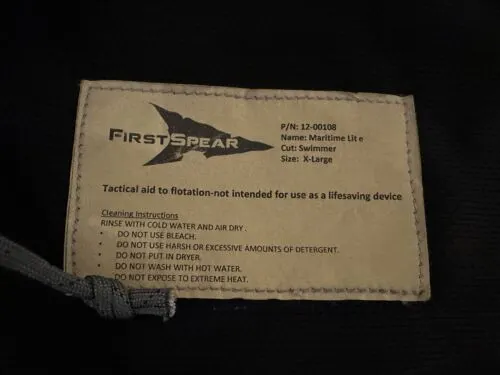 FIRSTSPEAR
P/N: 12-00108
Name: Maritime Lite
Cut: Swimmer
Size: X-Large
Tactical aid to flotation-not intended for use as a lifesaving device
Cleaning Instructions
RINSE WITH COLD WATER AND AIR DRY.
• DO NOT USE BLEACH.
• DO NOT USE HARSH OR EXCESSIVE AMOUNTS OF DETERGENT.
• DO NOT PUT IN DRYER.
• DO NOT WASH WITH HOT WATER.
DO NOT EXPOSE TO EXTREME HEAT.